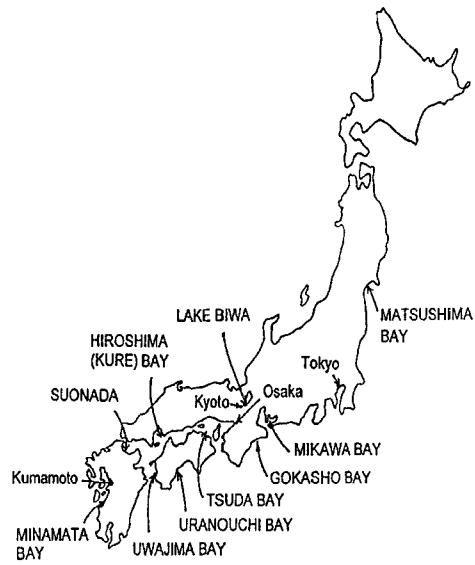 MATSUSHIMA
BAY
LAKE BIWA
HIROSHIMA
(KURE) BAY
Tokyo
SUONADA
Kyoto
Osaka
MIKAWA BAY
GOKASHO BAY
Kumamoto
TSUDA BAY
URANOUCHI BAY
MINAMATA
BAY
UWAJIMA BAY